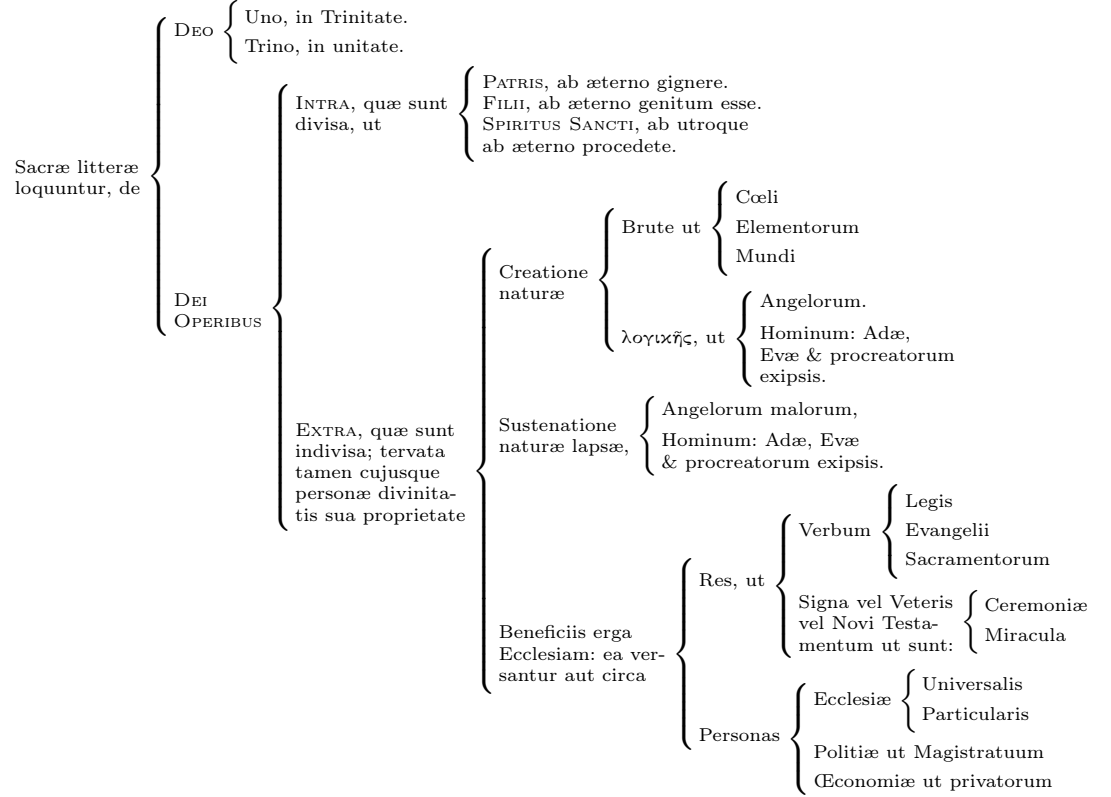 Sacræ litteræ
loquuntur, de
Deo
Uno, in Trinitate.
Trino, in unitate.
Dei
Operibus
Intra, quæ sunt
divisa, ut
Patris, ab æterno gignere.
Filii, ab æterno genitum esse.
Spiritus Sancti, ab utroque
ab æterno procedete.
Extra, quæ sunt
indivisa; tervata
tamen cujusque
personæ divinita-
tis sua proprietate
Creatione
naturæ
Brute ut
Cœli
Elementorum
Mundi
λογικῆς, ut
Angelorum.
Hominum: Adæ,
Evæ & procreatorum
exipsis.
Sustenatione
naturæ lapsæ,
Angelorum malorum,
Hominum: Adæ, Evæ
& procreatorum exipsis.
Beneficiis erga
Ecclesiam: ea ver-
santur aut circa
Res, ut
Verbum
Legis
Evangelii
Sacramentorum
Signa vel Veteris
vel Novi Testa-
mentum ut sunt:
Ceremoniæ
Miracula
Personas
Ecclesiæ
Universalis
Particularis
Politiæ ut Magistratuum
Œconomiæ ut privatorum